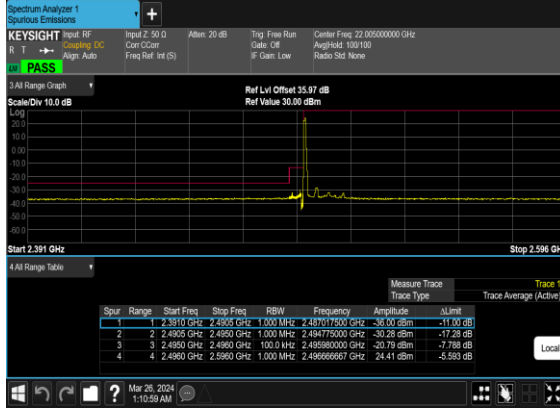 Spectrum Analyzer 1
Spurious Emissions
KEYSIGHT Input: RF Input Z: 50 Ω Atten: 20 dB Trig: Free Run Center Freq: 22.005000000 GHz
R T Coupling: DC Corr CCorr Gate: Off Avg|Hold: 100/100
Align: Auto Freq Ref: Int (S) IF Gain: Low Radio Std: None
LXI PASS
3 All Range Graph
Ref Lvl Offset 35.97 dB
Scale/Div 10.0 dB Ref Value 30.00 dBm
Log
20.0
10.0
0.00
-10.0
-20.0
-30.0
-40.0
-50.0
-60.0
Start 2.391 GHz Stop 2.596 GH
4 All Range Table
Measure Trace Trace 1
Trace Type Trace Average (Active)
Spur Range Start Freq Stop Freq RBW Frequency Amplitude ΔLimit
1 1 2.3910 GHz 2.4905 GHz 1.000 MHz 2.487017500 GHz -36.00 dBm -11.00 dB
2 2 2.4905 GHz 2.4950 GHz 1.000 MHz 2.494775000 GHz -30.28 dBm -17.28 dB
3 3 2.4950 GHz 2.4960 GHz 100.0 kHz 2.495980000 GHz -20.79 dBm -7.788 dB
4 4 2.4960 GHz 2.5960 GHz 1.000 MHz 2.496666667 GHz 24.41 dBm -5.593 dB
Local
Mar 26, 2024
1:10:59 AM